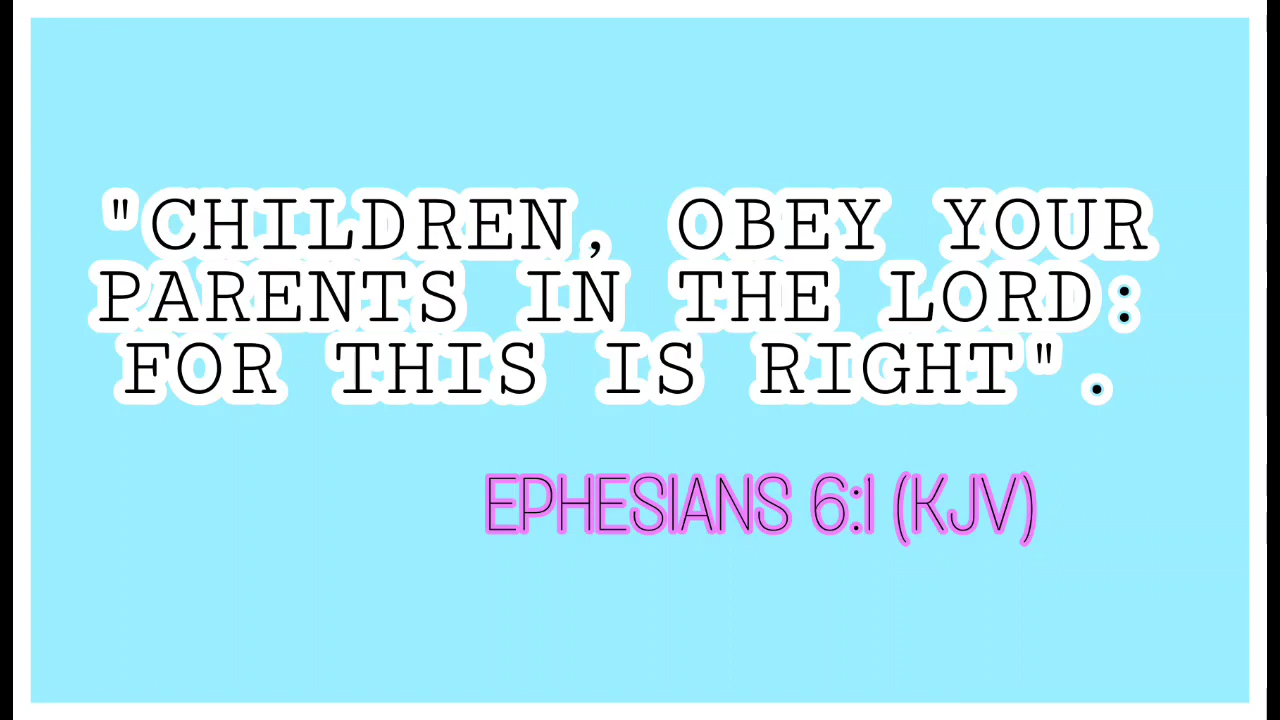 "CHILDREN, OBEY YOUR
PARENTS IN THE LORD:
FOR THIS IS RIGHT".
EPHESIANS 6:1 (KJV)